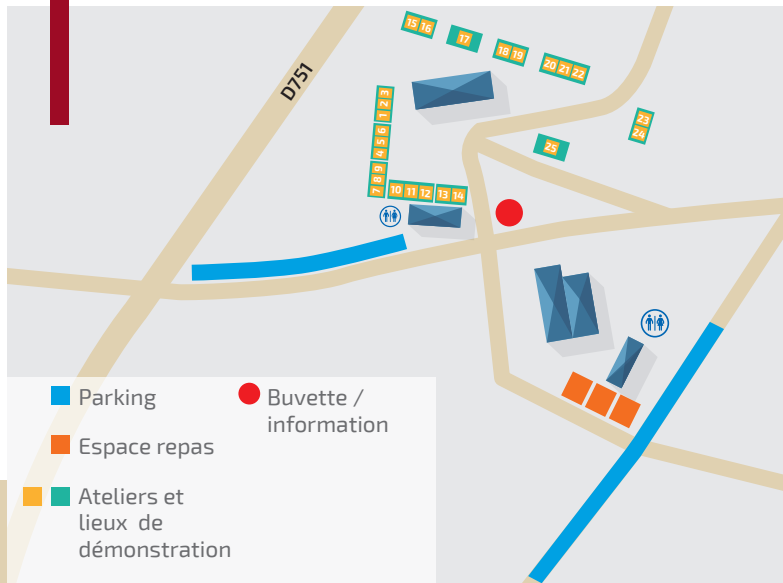 15 16
17
18 19
20 21 22
D751
3
2
1
23
24
6
5
4
25
9
8
7
10 11 12
13 14
Parking
Buvette /
information
Espace repas
Ateliers et
lieux de
démonstration